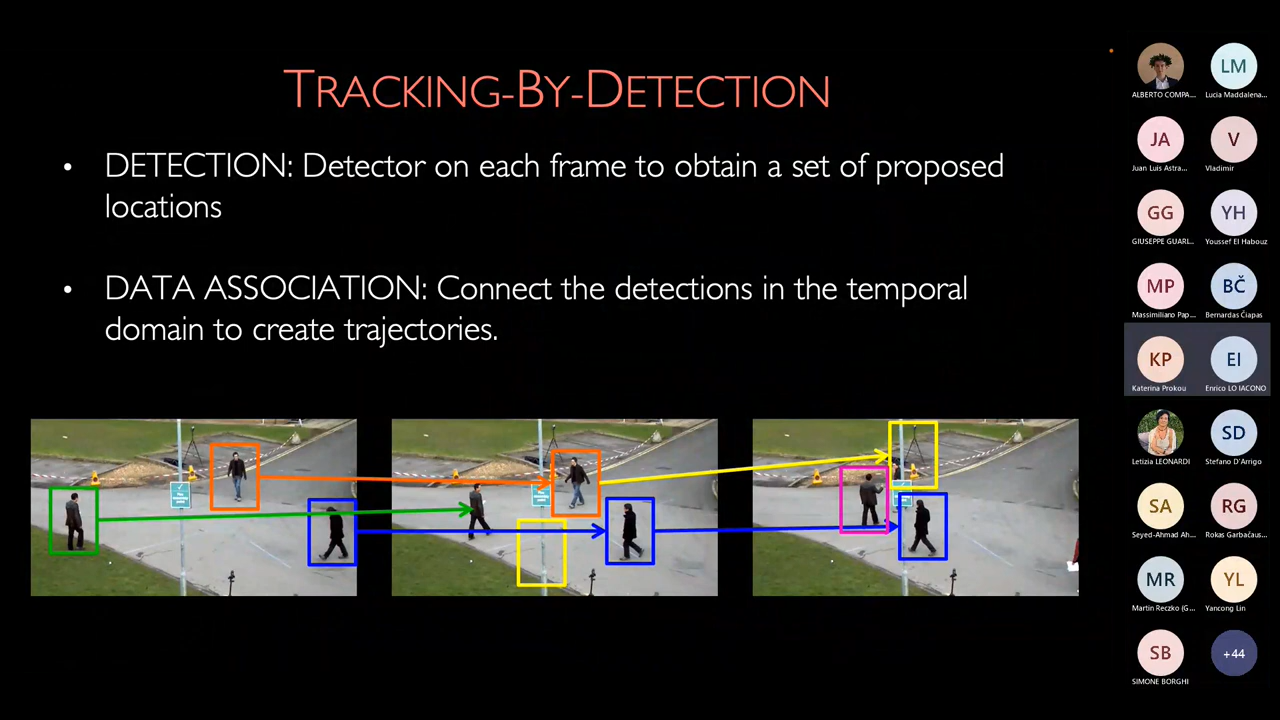 TRACKING-BY-DETECTION
• DETECTION: Detector on each frame to obtain a set of proposed
locations
• DATA ASSOCIATION: Connect the detections in the temporal
domain to create trajectories.
ALBERTO COMPA...
LM
Lucia Maddalena...
JA
Juan Luis Astra...
V
Vladimir
GG
GIUSEPPE GUARI...
YH
Youssef El Habouz
MP
Massimiliano Pap...
BČ
Bernardas Čiapas
KP
Katerina Prokou
EI
Enrico LO IACONO
Letizia LEONARDI
SD
Stefano D'Arrigo
SA
Seyed-Ahmad Ah...
RG
Rokas Garbačaus...
MR
Martin Reczko (G...
YL
Yancong Lin
SB
SIMONE BORGHI
+44